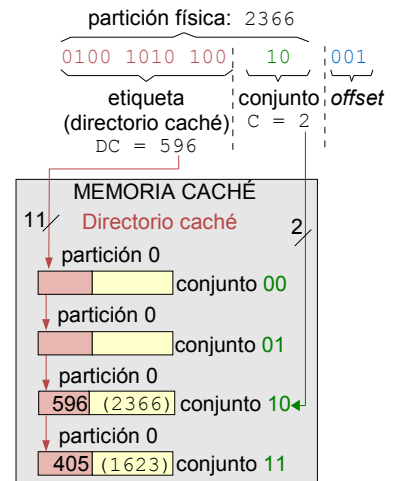 partición física: 2366
0100 1010 100 10 001
etiqueta conjunto offset
(directorio caché) C = 2
DC = 596
MEMORIA CACHÉ
11 Directorio caché 2
partición 0
conjunto 00
partición 0
conjunto 01
partición 0
596 (2366) conjunto 10
partición 0
405 (1623) conjunto 11